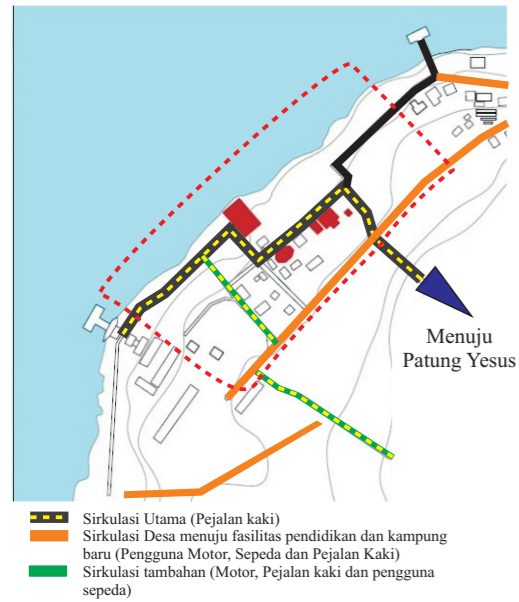 Menuju
Patung Yesus
Sirkulasi Utama (Pejalan kaki)
Sirkulasi Desa menuju fasilitas pendidikan dan kampung
baru (Pengguna Motor, Sepeda dan Pejalan Kaki)
Sirkulasi tambahan (Motor, Pejalan kaki dan pengguna
sepeda)